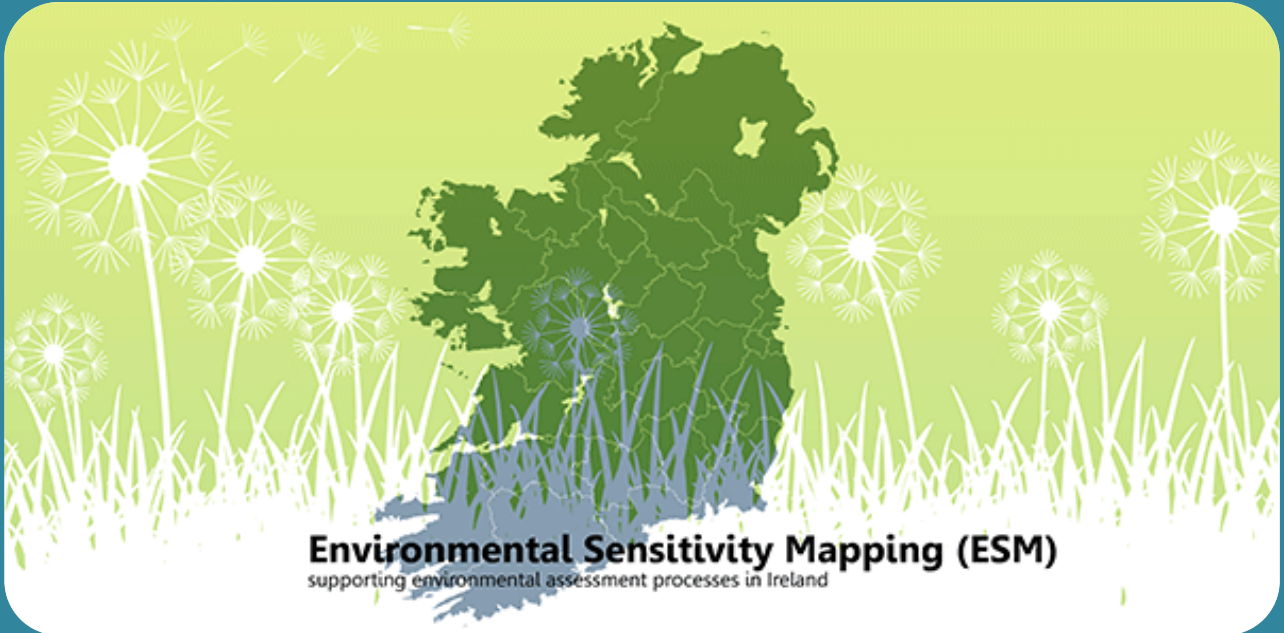 Environmental Sensitivity Mapping (ESM)
supporting environmental assessment processes in Ireland